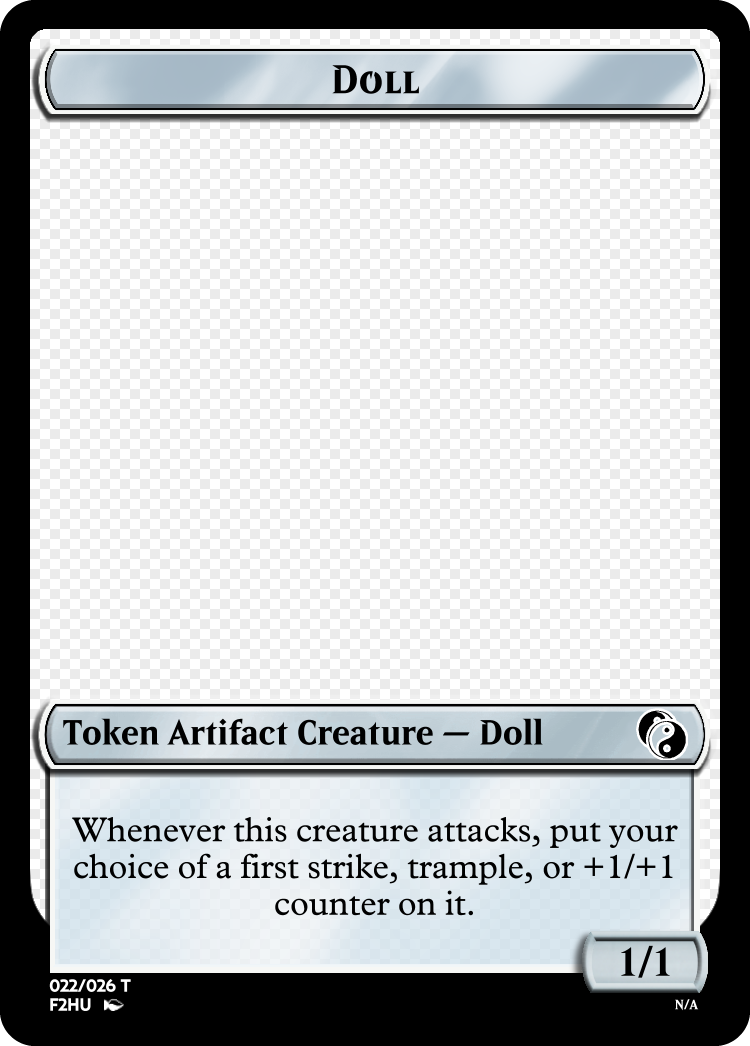 Doll
Token Artifact Creature — Doll
Whenever this creature attacks, put your
choice of a first strike, trample, or +1/+1
counter on it.
1/1
022/026 T
F2HU
N/A